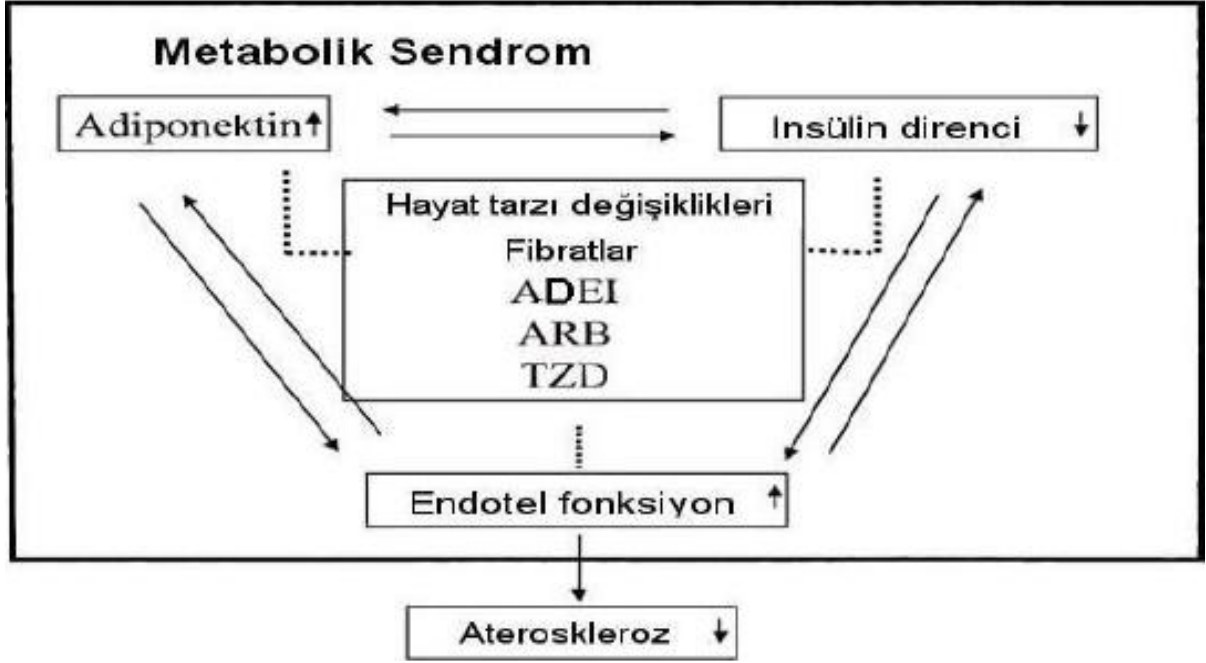 Metabolik Sendrom
Adiponektin↑
Insülin direnci ↓
Hayat tarzı değişiklikleri
Fibratlar
ADEI
ARB
TZD
Endotel fonksiyon ↑
Ateroskleroz ↓